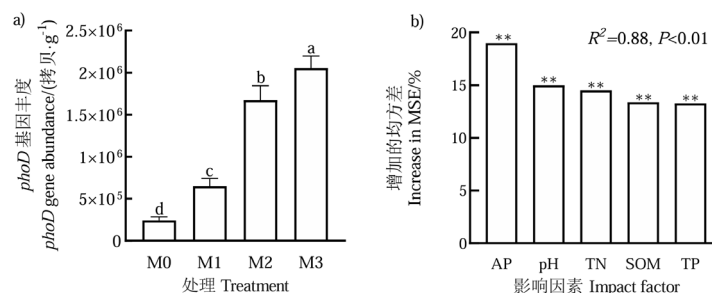 a)
phoD 基因丰度
phoD gene abundance/(拷贝·g⁻¹)
2.5×10⁶
2×10⁶
1×10⁶
1×10⁶
5×10⁵
0
d
c
b
a
M0 M1 M2 M3
处理 Treatment
b)
增加的均方差
Increase in MSE/%
20
15
10
5
0
R²=0.88, P<0.01
** ** ** ** **
AP pH TN SOM TP
影响因素 Impact factor